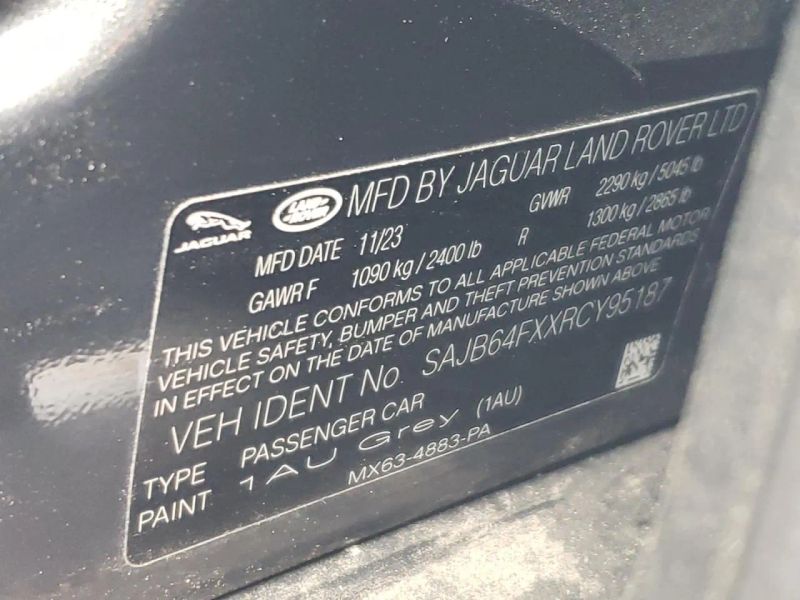 JAGUAR LAND ROVER MFD BY JAGUAR LAND ROVER LTD
MFD DATE 11/23 GVWR 2290 kg / 5045 lb
GAWR F 1090 kg / 2400 lb R 1300 kg / 2865 lb
THIS VEHICLE CONFORMS TO ALL APPLICABLE FEDERAL MOTOR
VEHICLE SAFETY, BUMPER AND THEFT PREVENTION STANDARDS
IN EFFECT ON THE DATE OF MANUFACTURE SHOWN ABOVE
VEH IDENT No. SAJB64FXXRCY95187
TYPE PASSENGER CAR
PAINT 1AU Grey (1AU)
MX63-4883-PA